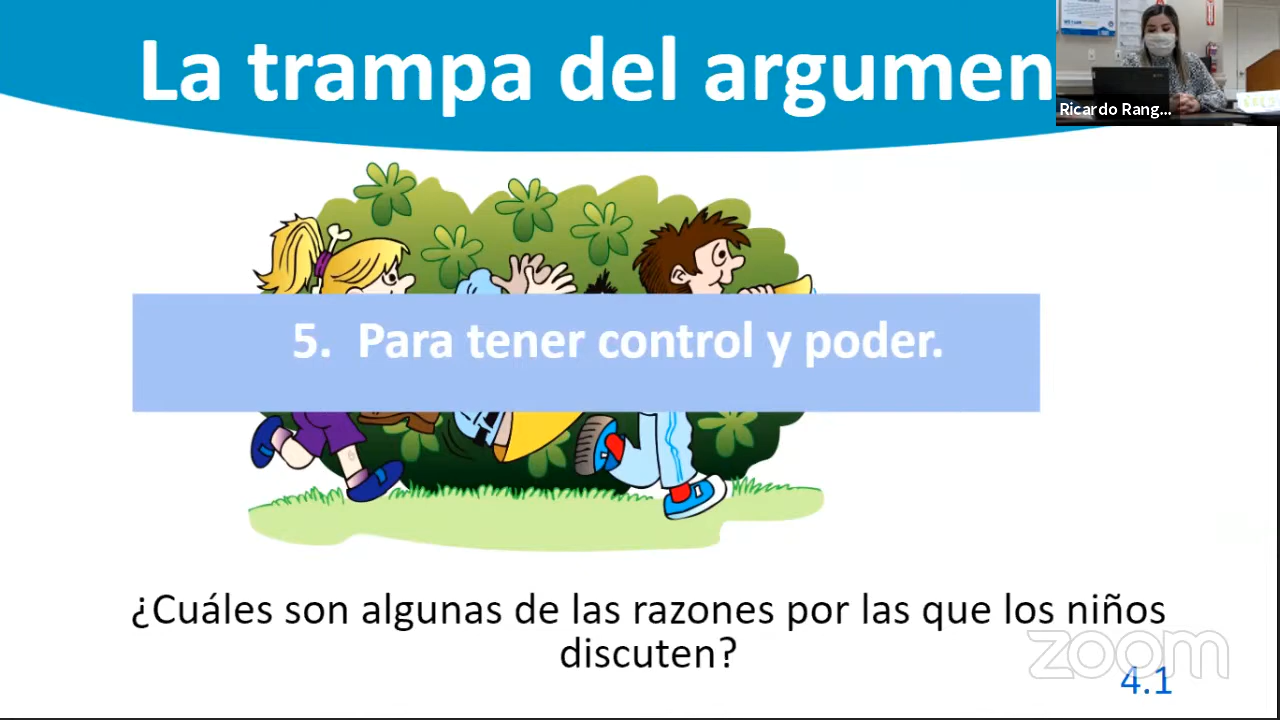 La trampa del argumen
Ricardo Rang...
5. Para tener control y poder.
¿Cuáles son algunas de las razones por las que los niños
discuten?
zoom
4.1